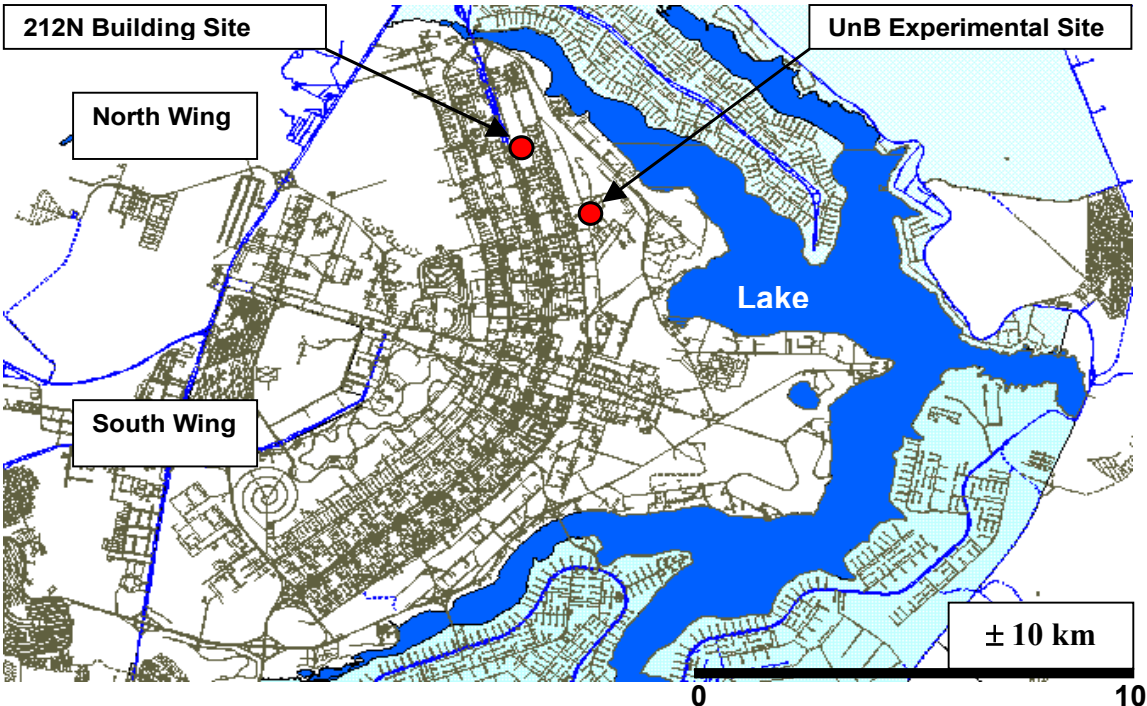 212N Building Site
UnB Experimental Site
North Wing
Lake
South Wing
± 10 km
0
10